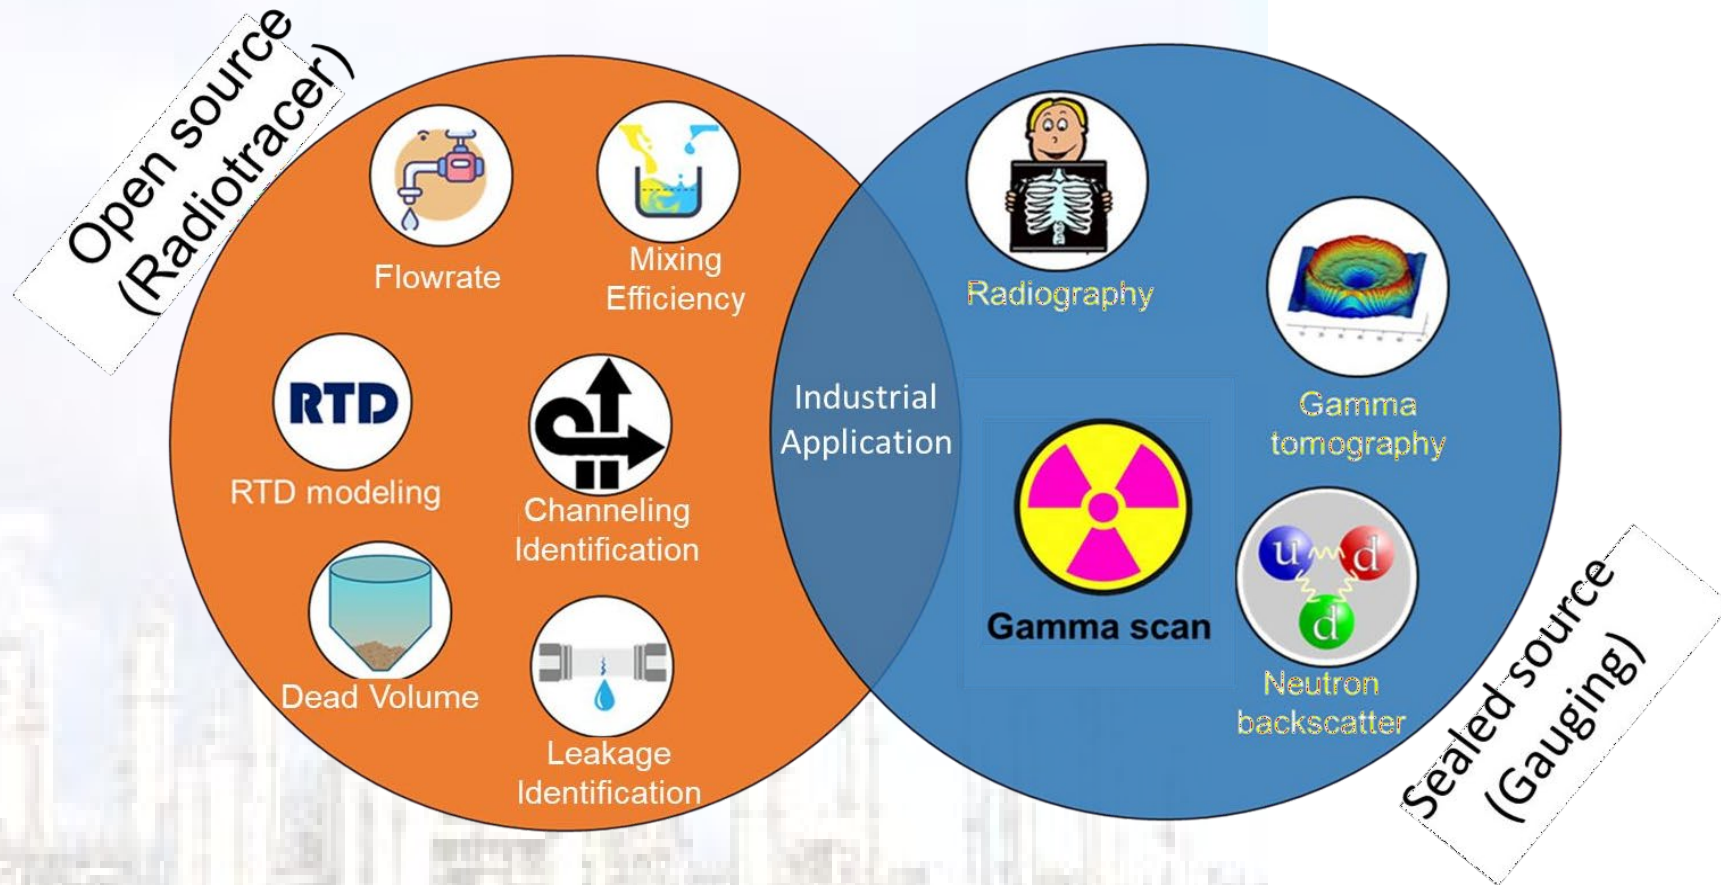 Open source
(Radiotracer)
Flowrate
Mixing
Efficiency
RTD
RTD modeling
Channeling
Identification
Dead Volume
Leakage
Identification
Industrial
Application
Radiography
Gamma
tomography
Gamma scan
u
d
d
Neutron
backscatter
Sealed source
(Gauging)